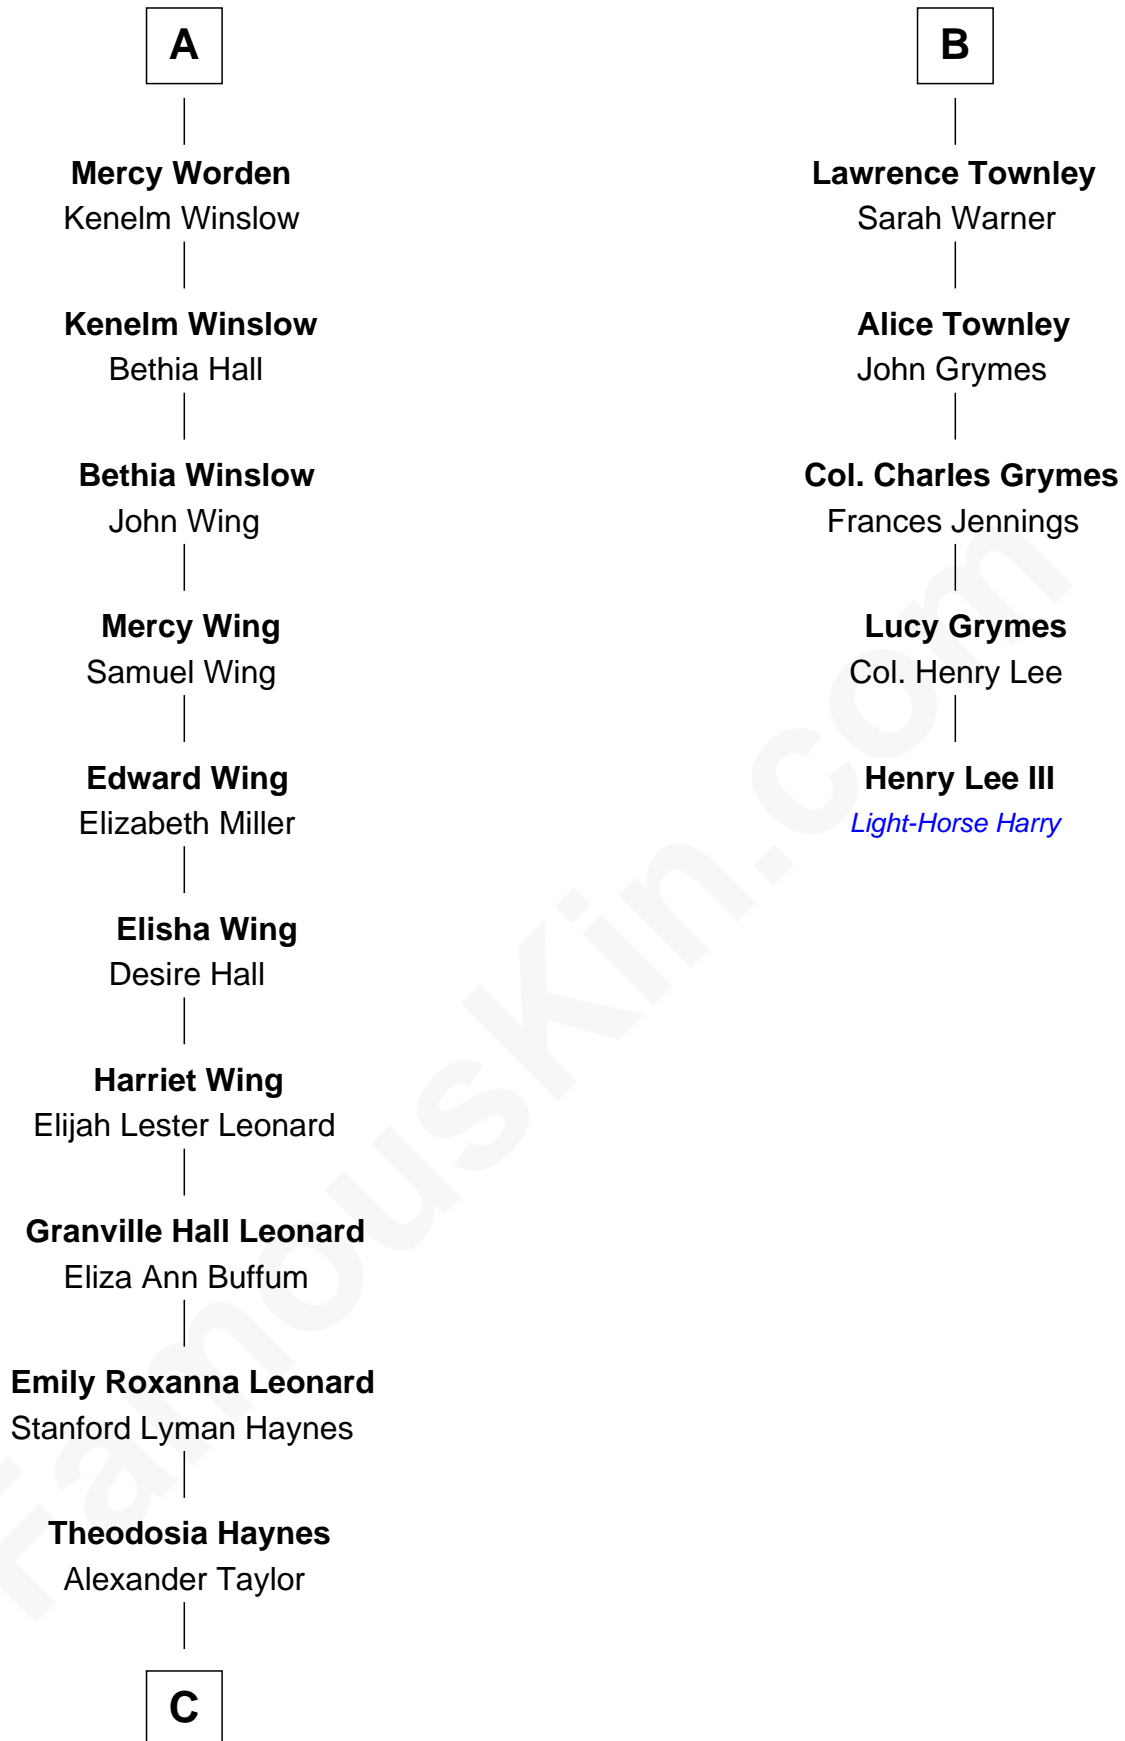 A
Mercy Worden
Kenelm Winslow
Kenelm Winslow
Bethia Hall
Bethia Winslow
John Wing
Mercy Wing
Samuel Wing
Edward Wing
Elizabeth Miller
Elisha Wing
Desire Hall
Harriet Wing
Elijah Lester Leonard
Granville Hall Leonard
Eliza Ann Buffum
Emily Roxanna Leonard
Stanford Lyman Haynes
Theodosia Haynes
Alexander Taylor
C
B
Lawrence Townley
Sarah Warner
Alice Townley
John Grymes
Col. Charles Grymes
Frances Jennings
Lucy Grymes
Col. Henry Lee
Henry Lee III
Light-Horse Harry
FamousKin.com